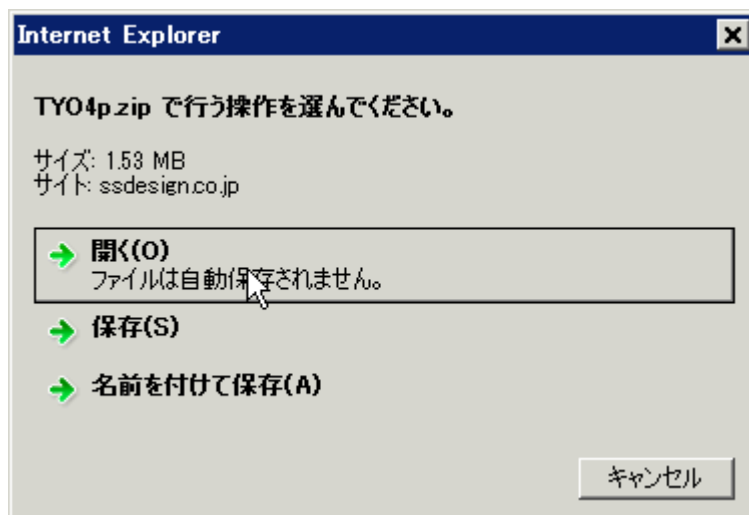 Internet Explorer
TYO4p.zip で行う操作を選んでください。
サイズ: 1.53 MB
サイト: ssdesign.co.jp
開く(O)
ファイルは自動保存されません。
保存(S)
名前を付けて保存(A)
キャンセル